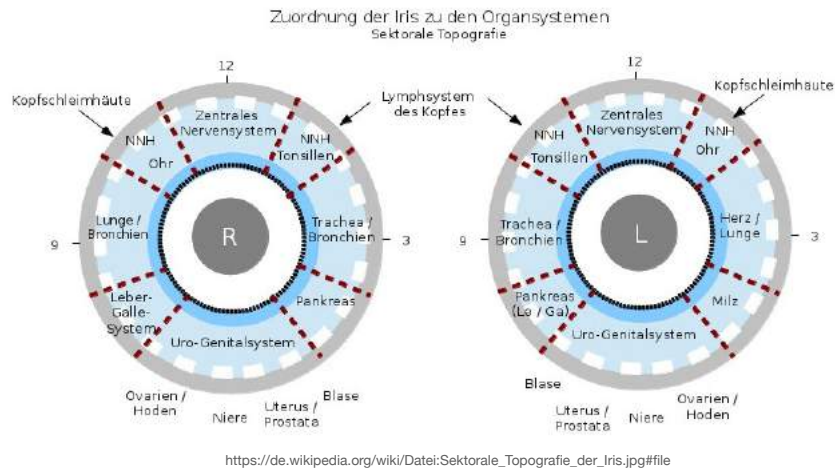 Zuordnung der Iris zu den Organsystemen
Sektorale Topografie
12
Kopfschleimhäute
Lymphsystem
des Kopfes
NNH
Ohr
Zentrales
Nervensystem
NNH
Tonsillen
Lunge /
Bronchien
R
Trachea /
Bronchien
9
3
Leber-
Galle-
System
Pankreas
Uro-Genitalsystem
Ovarien /
Hoden
Niere
Uterus /
Prostata
Blase
12
Kopfschleimhäute
NNH
Tonsillen
Zentrales
Nervensystem
NNH
Ohr
Trachea /
Bronchien
L
Herz /
Lunge
9
3
Pankreas
(Le / Ga)
Milz
Uro-Genitalsystem
Blase
Uterus /
Prostata
Niere
Ovarien /
Hoden
https://de.wikipedia.org/wiki/Datei:Sektorale_Topografie_der_Iris.jpg#file